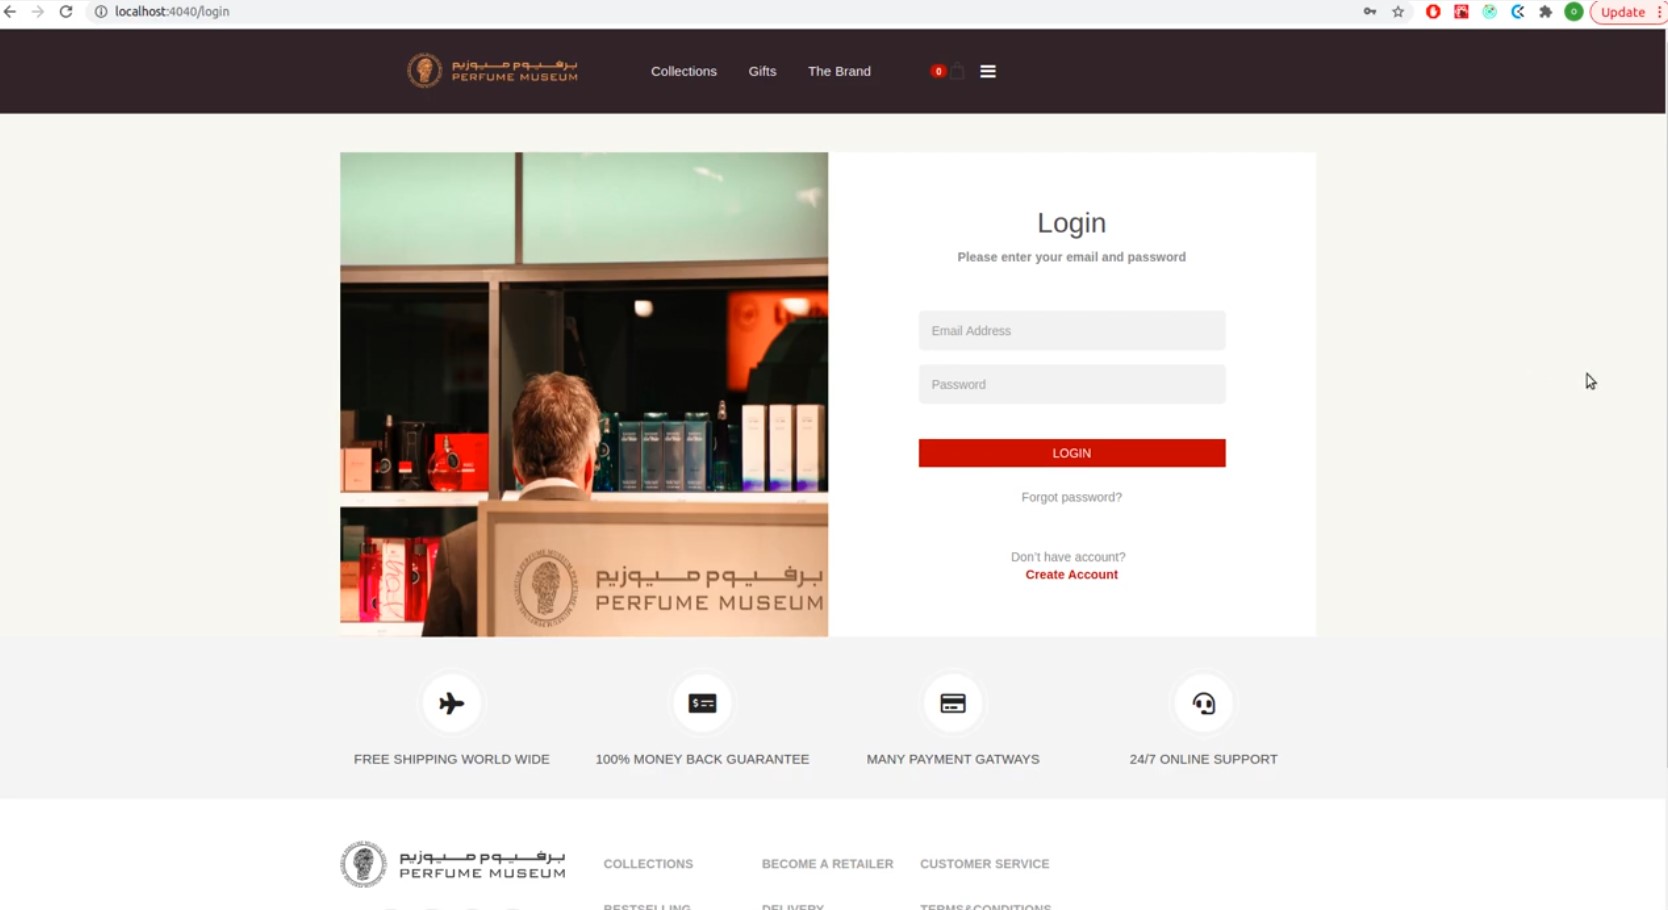 localhost:4040/login
Update
برفيوم ميوزيم
PERFUME MUSEUM
Collections
Gifts
The Brand
0
Login
Please enter your email and password
Email Address
Password
LOGIN
Forgot password?
Don't have account?
Create Account
برفيوم ميوزيم
PERFUME MUSEUM
FREE SHIPPING WORLD WIDE
100% MONEY BACK GUARANTEE
MANY PAYMENT GATWAYS
24/7 ONLINE SUPPORT
برفيوم ميوزيم
PERFUME MUSEUM
COLLECTIONS
BECOME A RETAILER
CUSTOMER SERVICE
BESTSELLING
DELIVERY
TERMS&CONDITIONS